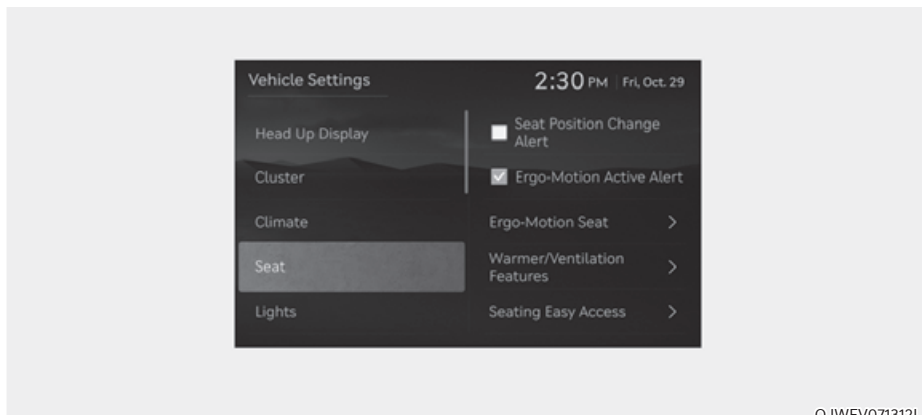 Vehicle Settings
2:30 PM Fri, Oct. 29
Head Up Display
Cluster
Climate
Seat
Lights
Seat Position Change
Alert
Ergo-Motion Active Alert
Ergo-Motion Seat
Warmer/Ventilation
Features
Seating Easy Access